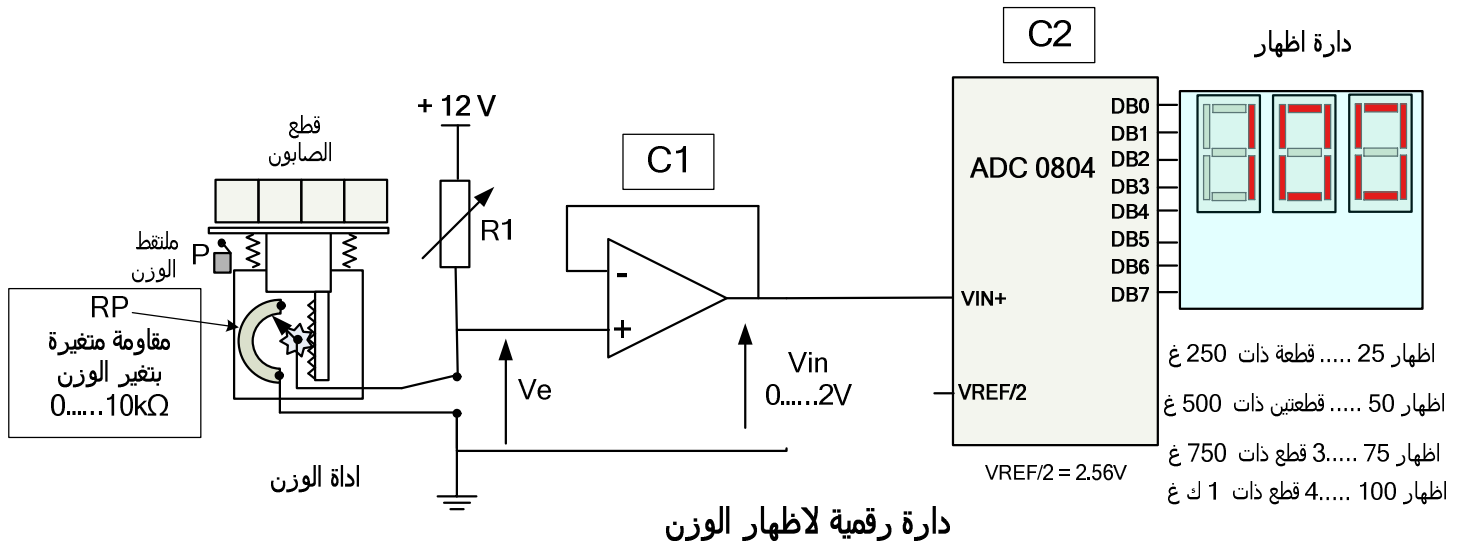 C2
دارة اظهار
+ 12 V
قطع
الصابون
C1
ADC 0804
DB0
DB1
DB2
DB3
DB4
DB5
DB6
DB7
R1
ملتقط
الوزن
P
-
+
VIN+
RP
مقاومة متغيرة
بتغير الوزن
0......10kΩ
Ve
Vin
0......2V
VREF/2
VREF/2 = 2.56V
اظهار 25 ..... قطعة ذات 250 غ
اظهار 50 ..... قطعتين ذات 500 غ
اظهار 75 .....3 قطع ذات 750 غ
اظهار 100 .....4 قطع ذات 1 ك غ
اداة الوزن
دارة رقمية لاظهار الوزن
100